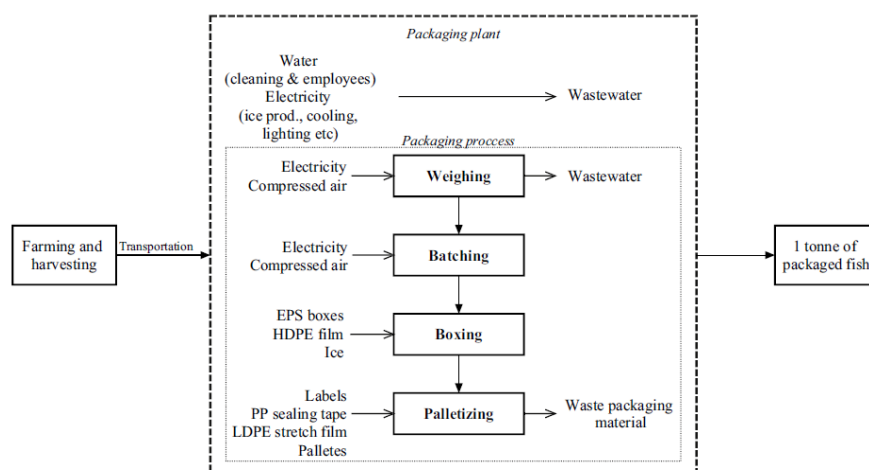 Packaging plant
Water
(cleaning & employees)
Electricity
(ice prod., cooling,
lighting etc)
Wastewater
Packaging proccess
Electricity
Compressed air
Weighing
Wastewater
Farming and
harvesting
Transportation
Electricity
Compressed air
Batching
1 tonne of
packaged fish
EPS boxes
HDPE film
Ice
Boxing
Labels
PP sealing tape
LDPE stretch film
Palletes
Palletizing
Waste packaging
material